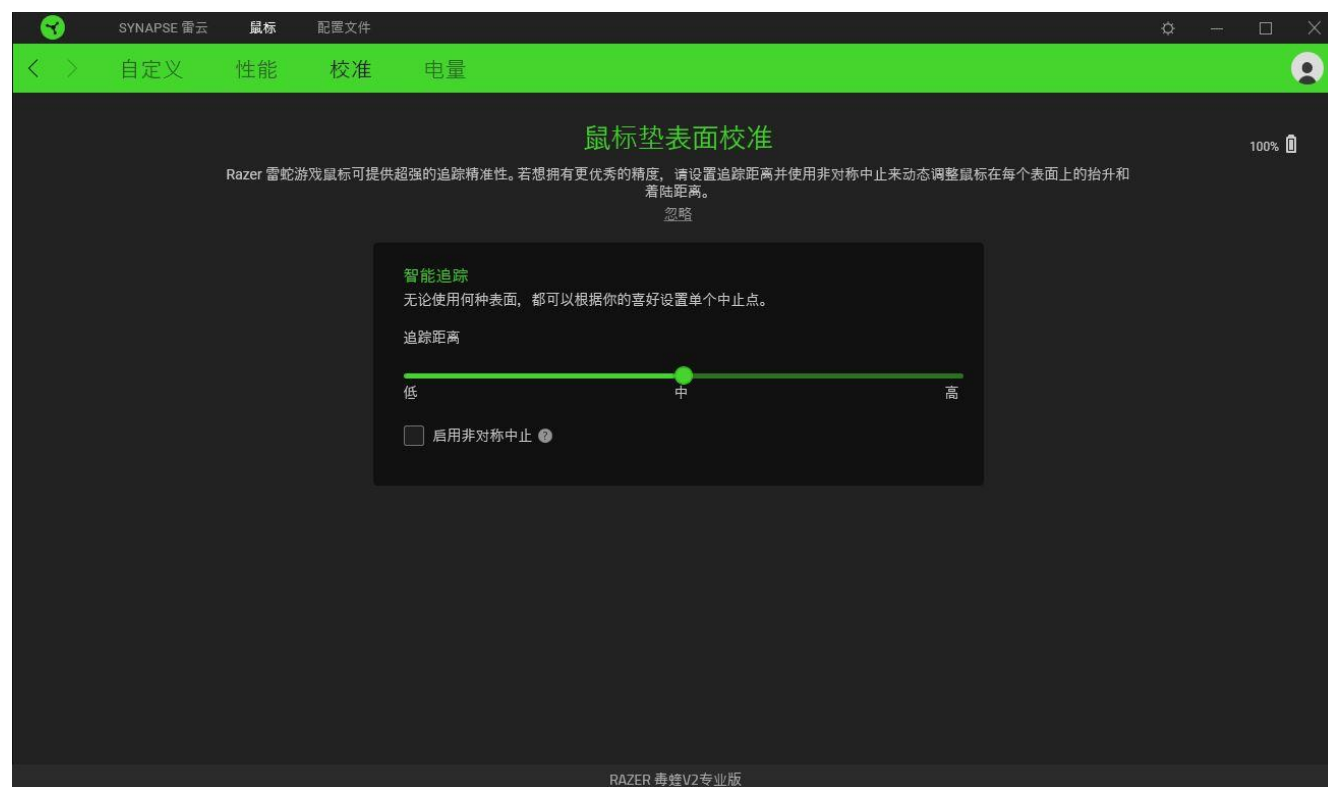 SYNAPSE 雷云 鼠标 配置文件
自定义 性能 校准 电量
鼠标垫表面校准
100%
Razer 雷蛇游戏鼠标可提供超强的追踪精准性。若想拥有更优秀的精度，请设置追踪距离并使用非对称中止来动态调整鼠标在每个表面上的抬升和
着陆距离。
忽略
智能追踪
无论使用何种表面，都可以根据你的喜好设置单个中止点。
追踪距离
低 中 高
启用非对称中止 ?
RAZER 毒蝰V2专业版